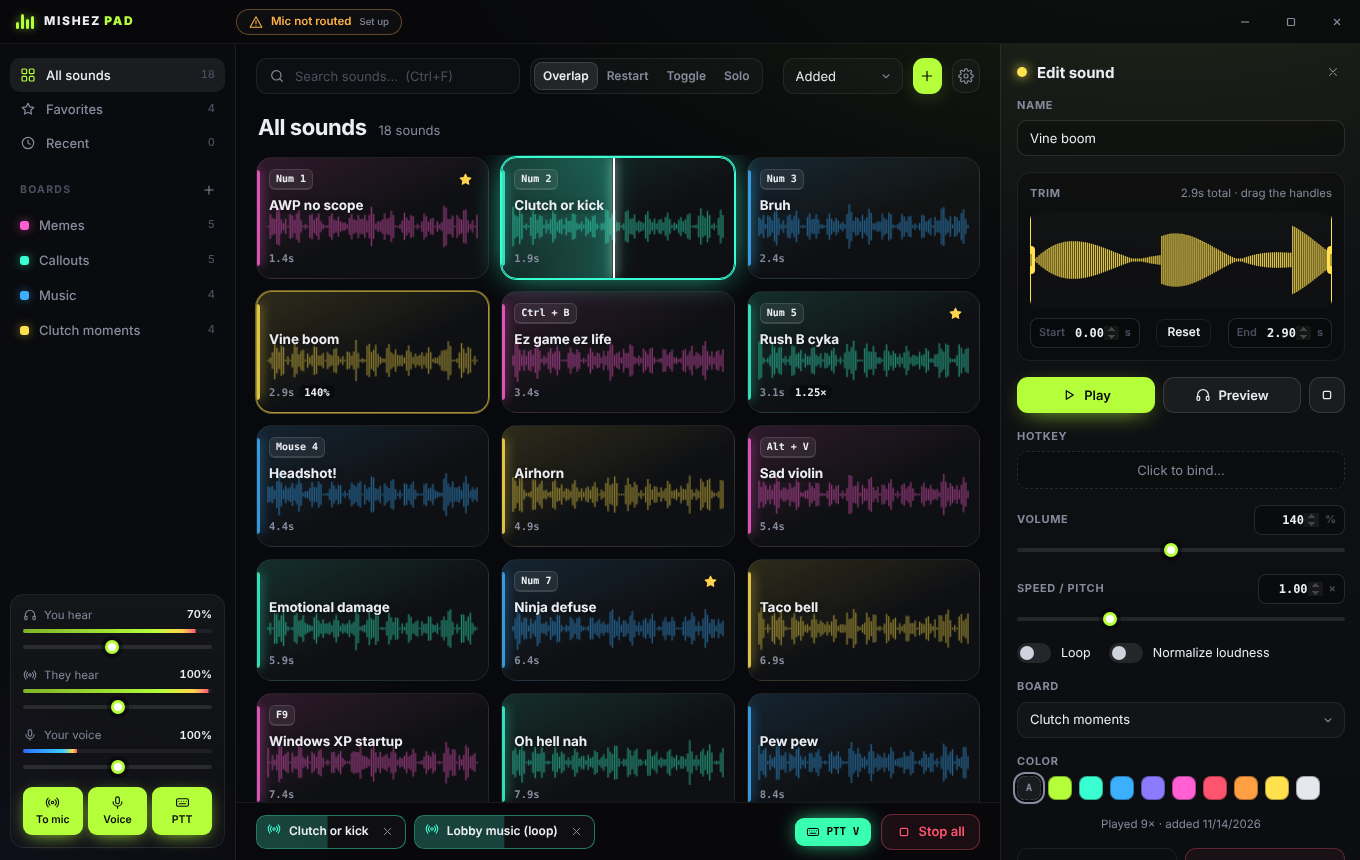 MISHEZ PAD
Mic not routed Set up
All sounds 18
Favorites 4
Recent 0
BOARDS
Memes 5
Callouts 5
Music 4
Clutch moments 4
You hear 70%
They hear 100%
Your voice 100%
To mic Voice PTT
Search sounds... (Ctrl+F) Overlap Restart Toggle Solo Added
All sounds 18 sounds
Num 1
AWP no scope
1.4s
Num 2
Clutch or kick
1.9s
Num 3
Bruh
2.4s
Vine boom
2.9s 140%
Ctrl + B
Ez game ez life
3.4s
Num 5
Rush B cyka
3.1s 1.25×
Mouse 4
Headshot!
4.4s
Airhorn
4.9s
Alt + V
Sad violin
5.4s
Emotional damage
5.9s
Num 7
Ninja defuse
6.4s
Taco bell
6.9s
F9
Windows XP startup
7.4s
Oh hell nah
7.9s
Pew pew
8.4s
Clutch or kick Lobby music (loop) PTT V Stop all
Edit sound
NAME
Vine boom
TRIM 2.9s total · drag the handles
Start 0.00 s Reset End 2.90 s
Play Preview
HOTKEY
Click to bind...
VOLUME 140 %
SPEED / PITCH 1.00 ×
Loop Normalize loudness
BOARD
Clutch moments
COLOR
A
Played 9× · added 11/14/2026